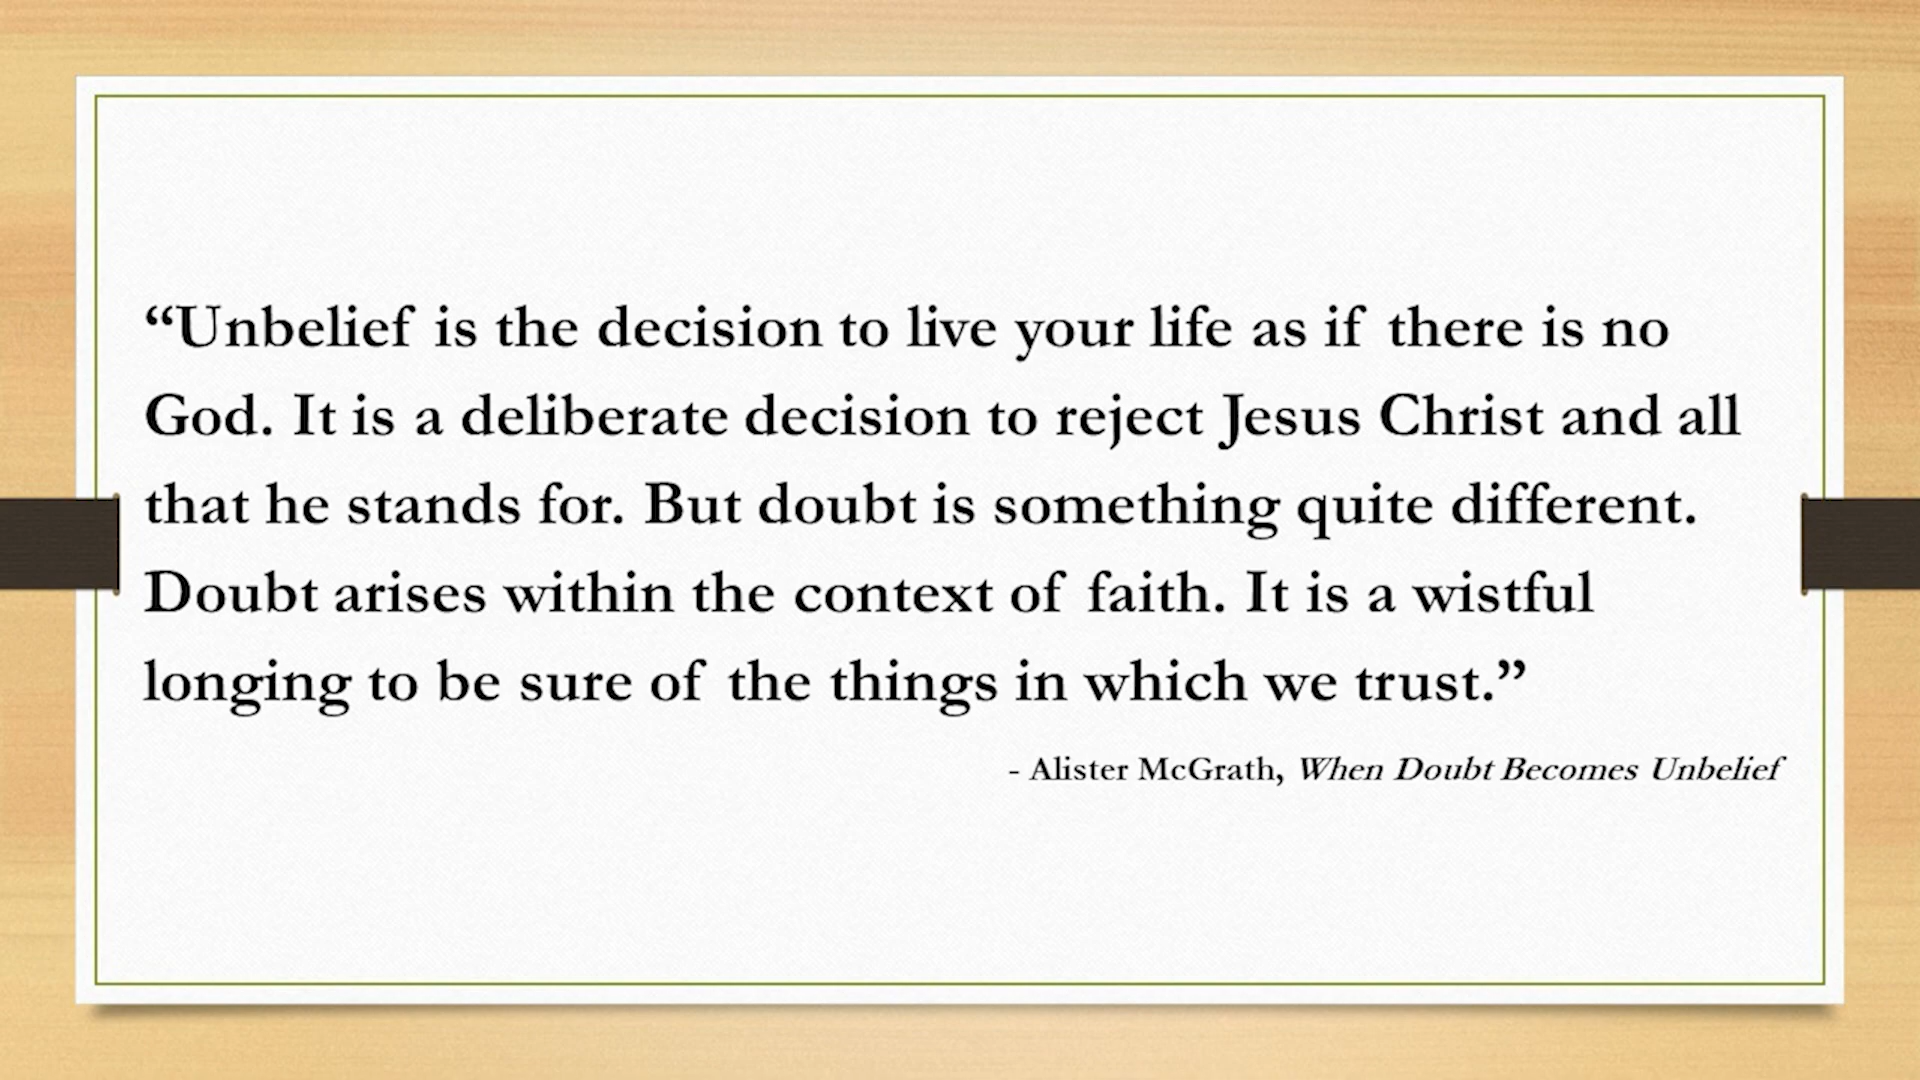 “Unbelief is the decision to live your life as if there is no
God. It is a deliberate decision to reject Jesus Christ and all
that he stands for. But doubt is something quite different.
Doubt arises within the context of faith. It is a wistful
longing to be sure of the things in which we trust.”
- Alister McGrath, When Doubt Becomes Unbelief